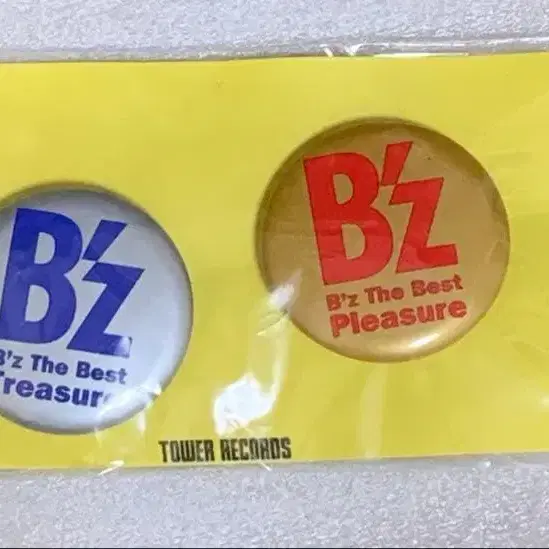 B'z
B'z The Best
Treasure
B'z
B'z The Best
Pleasure
TOWER RECORDS